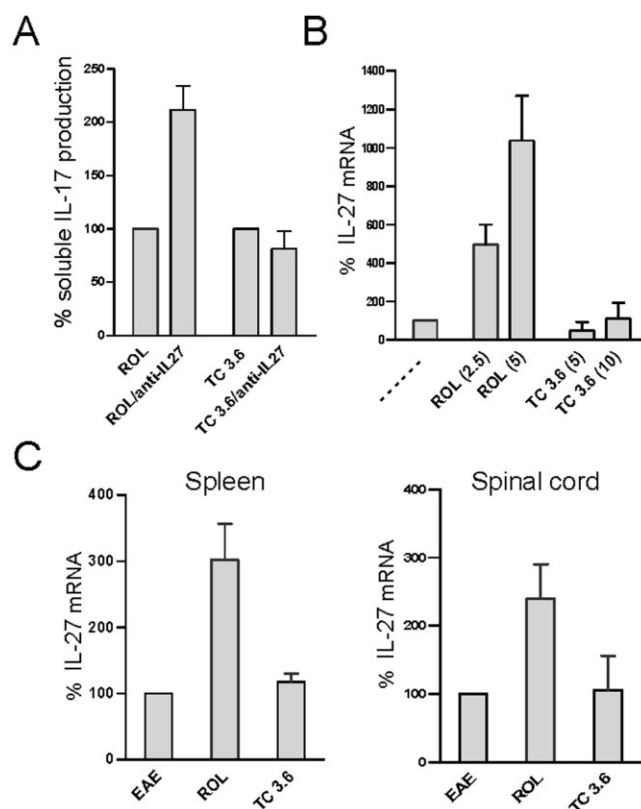 A
% soluble IL-17 production
250
200
150
100
50
0
ROL
ROL/anti-IL27
TC 3.6
TC 3.6/anti-IL27
B
% IL-27 mRNA
1400
1200
1000
800
600
400
200
0
------
ROL (2.5)
ROL (5)
TC 3.6 (5)
TC 3.6 (10)
C
Spleen
% IL-27 mRNA
400
300
200
100
0
EAE
ROL
TC 3.6
Spinal cord
% IL-27 mRNA
400
300
200
100
0
EAE
ROL
TC 3.6